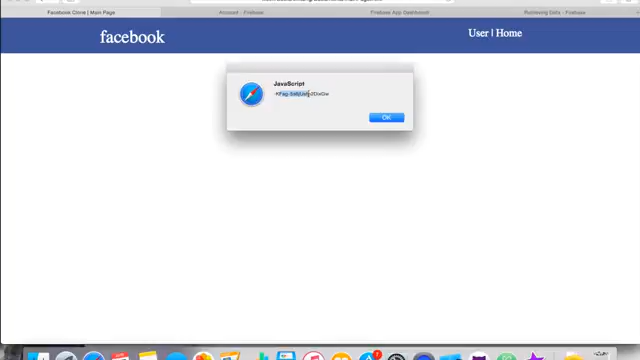 Facebook Clone | Main Page
Account - Firebase
Firebase App Dashboard
Retrieving Data - Firebase
facebook
User | Home
JavaScript
OK